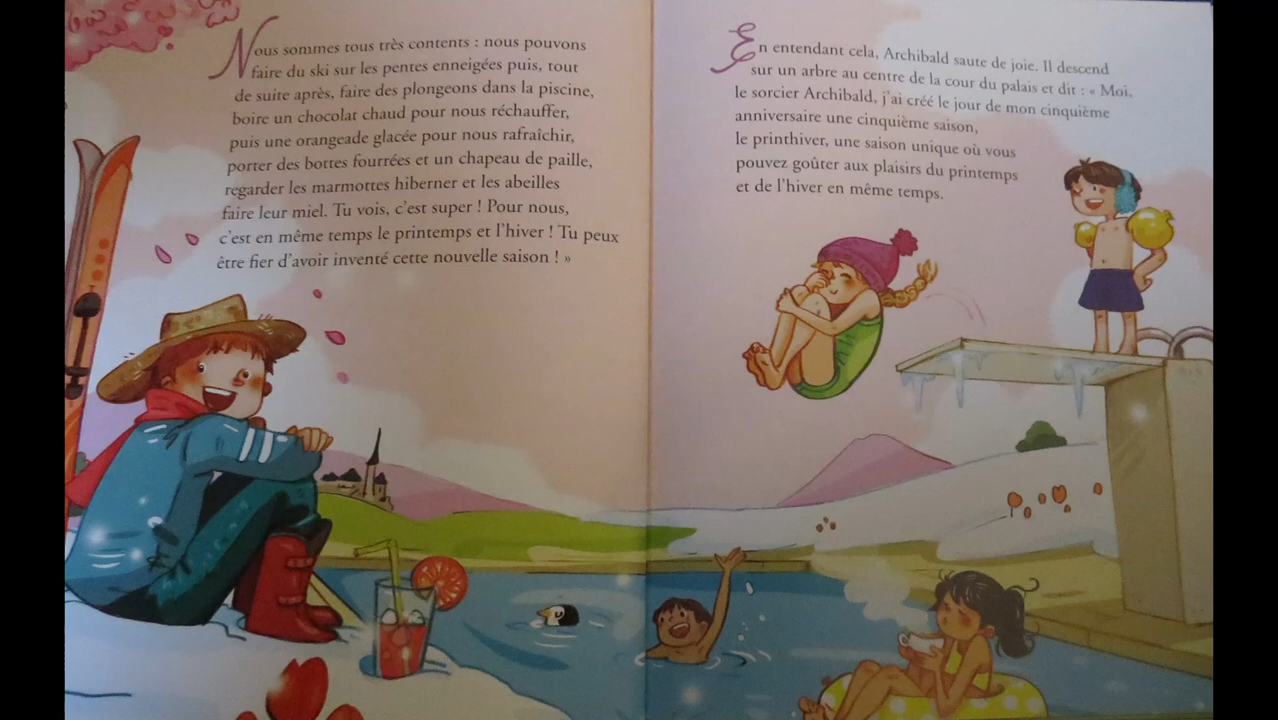 Nous sommes tous très contents : nous pouvons
faire du ski sur les pentes enneigées puis, tout
de suite après, faire des plongeons dans la piscine,
boire un chocolat chaud pour nous réchauffer,
puis une orangeade glacée pour nous rafraîchir,
porter des bottes fourrées et un chapeau de paille,
regarder les marmottes hiberner et les abeilles
faire leur miel. Tu vois, c'est super ! Pour nous,
c'est en même temps le printemps et l'hiver ! Tu peux
être fier d'avoir inventé cette nouvelle saison ! »
En entendant cela, Archibald saute de joie. Il descend
sur un arbre au centre de la cour du palais et dit : « Moi,
le sorcier Archibald, j'ai créé le jour de mon cinquième
anniversaire une cinquième saison,
le printhiver, une saison unique où vous
pouvez goûter aux plaisirs du printemps
et de l'hiver en même temps.